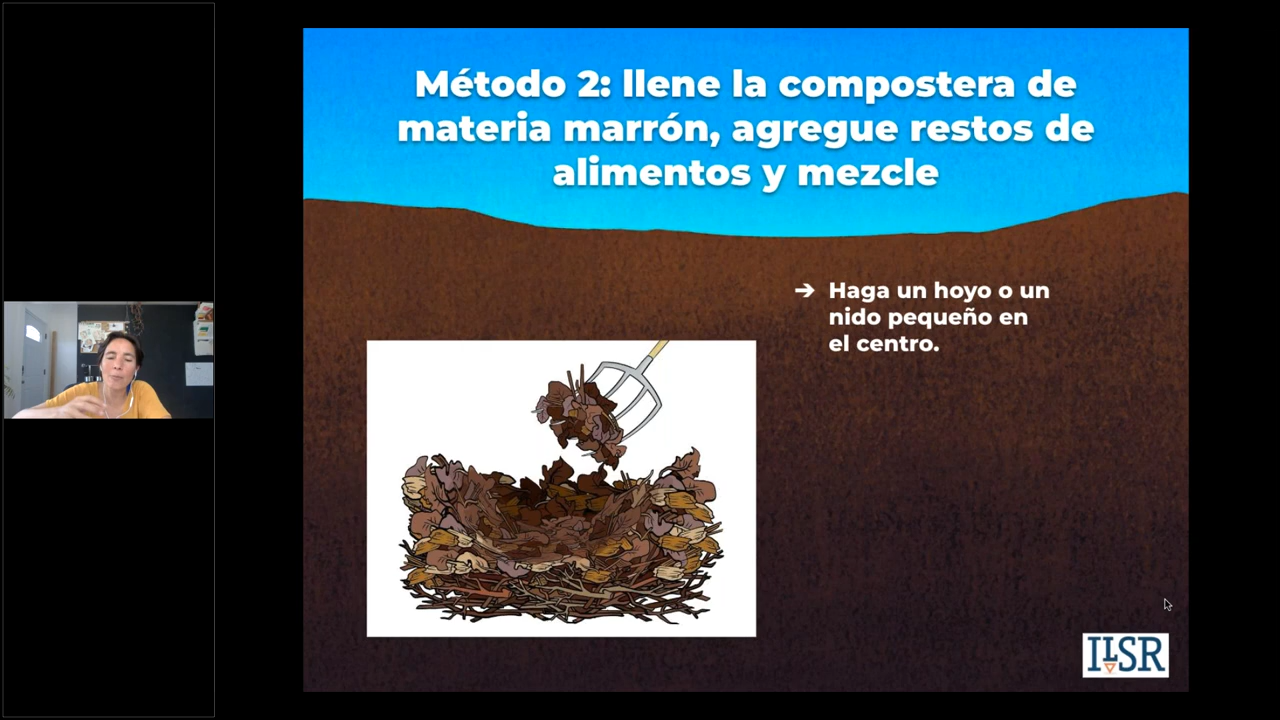 Método 2: llene la compostera de
materia marrón, agregue restos de
alimentos y mezcle
➔ Haga un hoyo o un
nido pequeño en
el centro.
ILSR